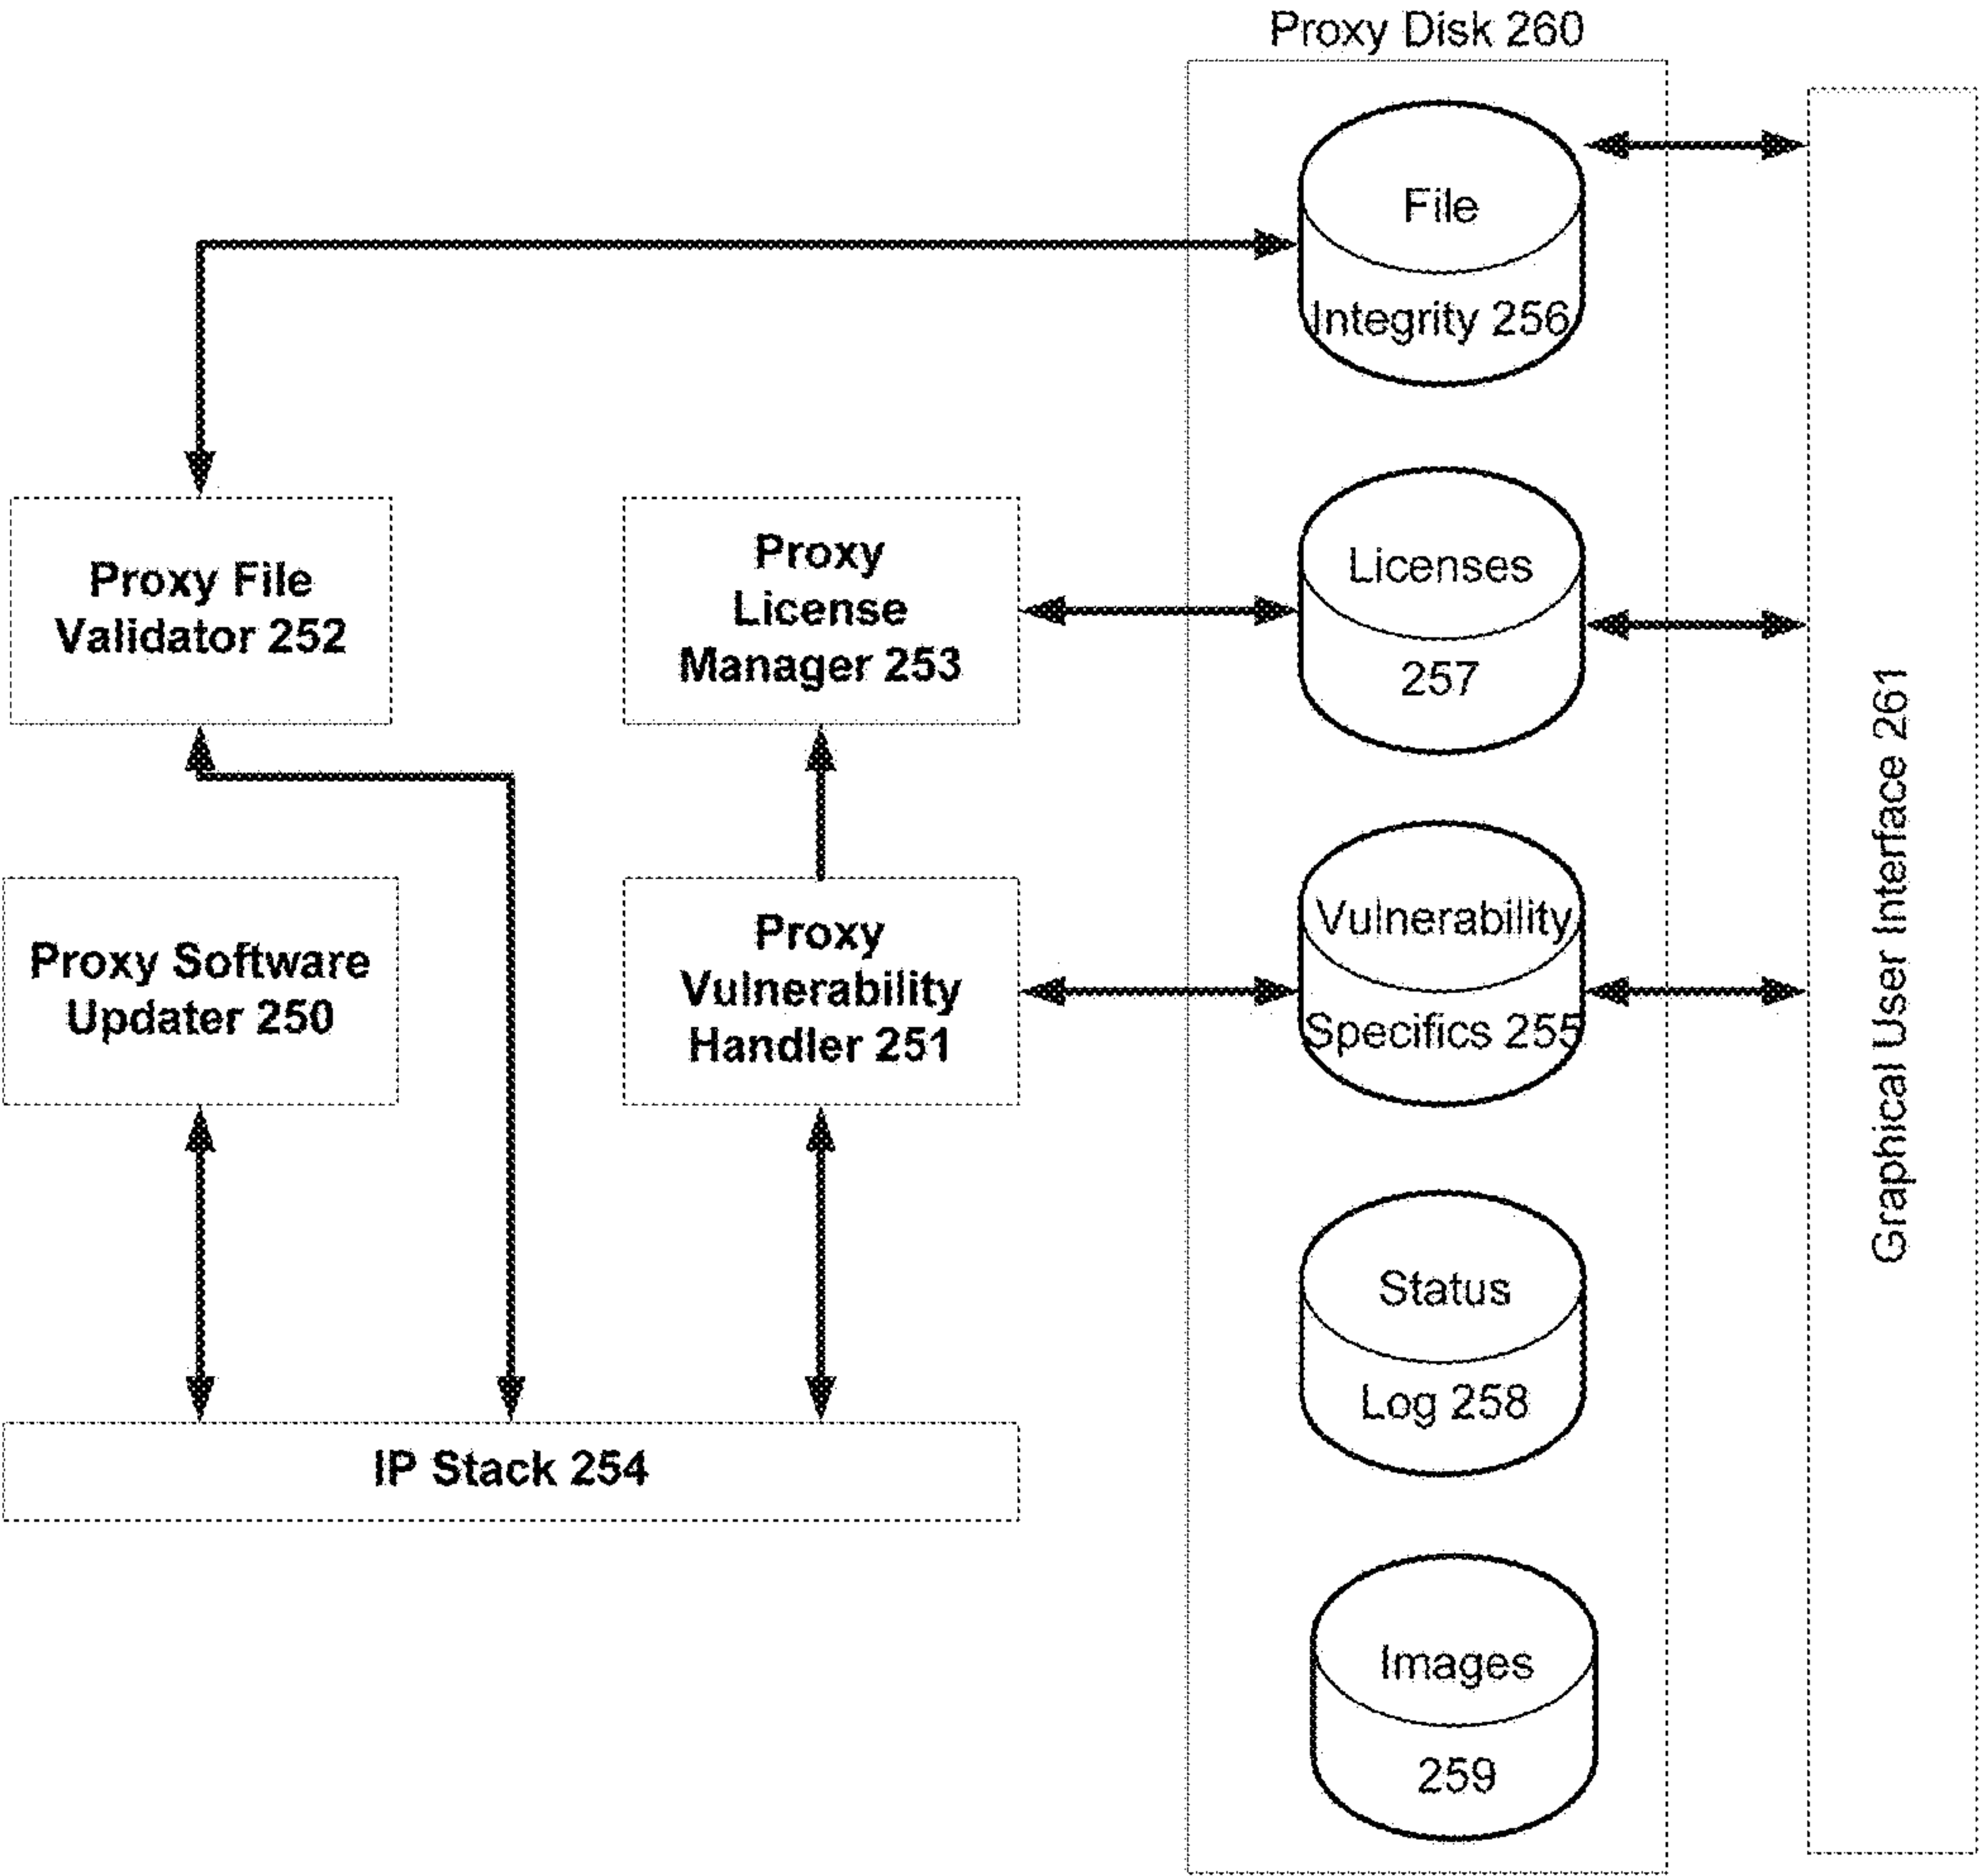 Proxy Disk 260
File
Integrity 256
Proxy File
Validator 252
Proxy
License
Manager 253
Licenses
257
Graphical User Interface 261
Proxy Software
Updater 250
Proxy
Vulnerability
Handler 251
Vulnerability
Specifics 255
Status
Log 258
IP Stack 254
Images
259